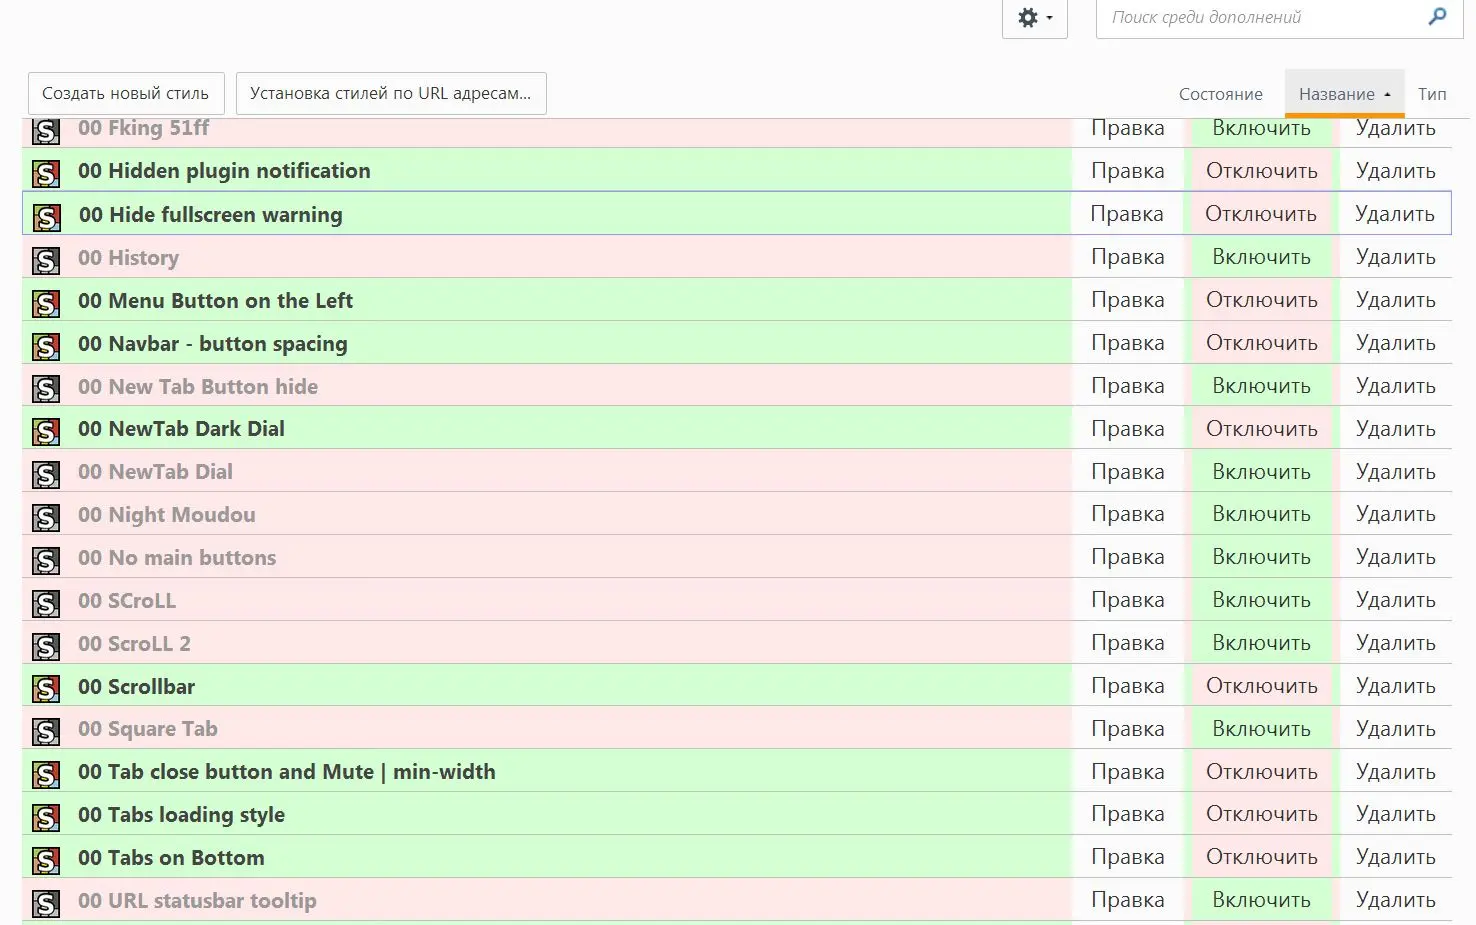 Поиск среди дополнений
Создать новый стиль Установка стилей по URL адресам... Состояние Название Тип
00 Fking 51ff Правка Включить Удалить
00 Hidden plugin notification Правка Отключить Удалить
00 Hide fullscreen warning Правка Отключить Удалить
00 History Правка Включить Удалить
00 Menu Button on the Left Правка Отключить Удалить
00 Navbar - button spacing Правка Отключить Удалить
00 New Tab Button hide Правка Включить Удалить
00 NewTab Dark Dial Правка Отключить Удалить
00 NewTab Dial Правка Включить Удалить
00 Night Moudou Правка Включить Удалить
00 No main buttons Правка Включить Удалить
00 SCroLL Правка Включить Удалить
00 ScroLL 2 Правка Включить Удалить
00 Scrollbar Правка Отключить Удалить
00 Square Tab Правка Включить Удалить
00 Tab close button and Mute | min-width Правка Отключить Удалить
00 Tabs loading style Правка Отключить Удалить
00 Tabs on Bottom Правка Отключить Удалить
00 URL statusbar tooltip Правка Включить Удалить